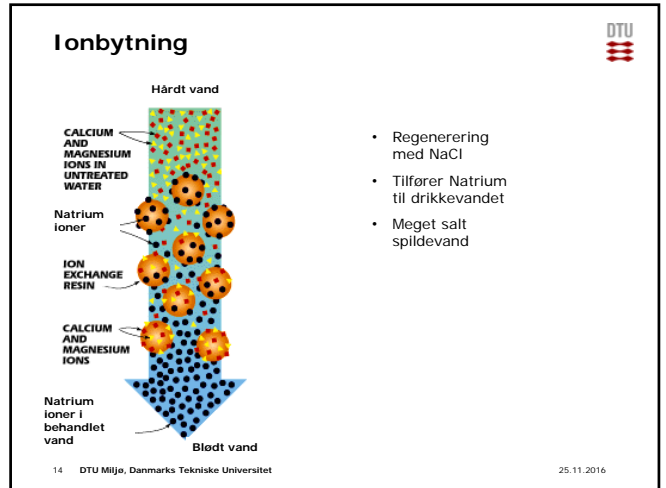 Ionbytning
DTU
Hårdt vand
CALCIUM
AND
MAGNESIUM
IONS IN
UNTREATED
WATER
Natrium
ioner
ION
EXCHANGE
RESIN
CALCIUM
AND
MAGNESIUM
IONS
Natrium
ioner i
behandlet
vand
Blødt vand
• Regenerering
med NaCl
• Tilfører Natrium
til drikkevandet
• Meget salt
spildevand
14 DTU Miljø, Danmarks Tekniske Universitet
25.11.2016